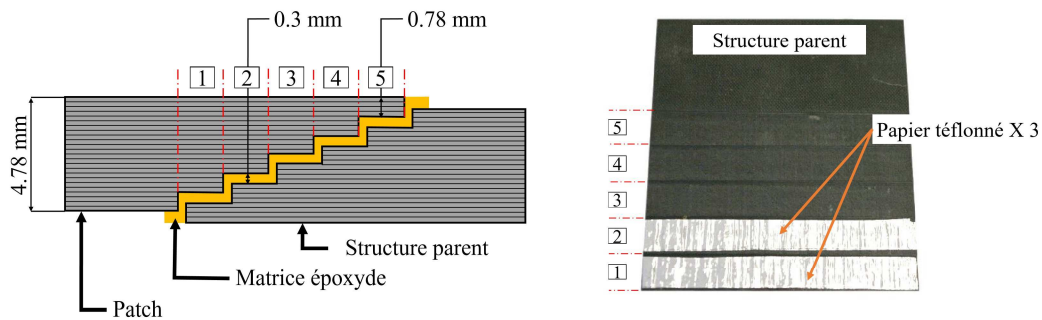 0.3 mm
0.78 mm
1
2
3
4
5
4.78 mm
Structure parent
Matrice époxyde
Patch
Structure parent
Papier téflonné X 3
5
4
3
2
1